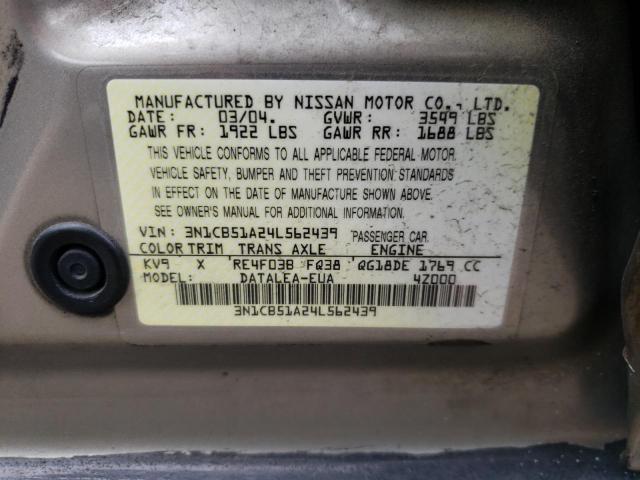 MANUFACTURED BY NISSAN MOTOR CO., LTD.
DATE: 03/04. GVWR: 3549 LBS
GAWR FR: 1922 LBS GAWR RR: 1688 LBS
THIS VEHICLE CONFORMS TO ALL APPLICABLE FEDERAL MOTOR
VEHICLE SAFETY, BUMPER AND THEFT PREVENTION STANDARDS
IN EFFECT ON THE DATE OF MANUFACTURE SHOWN ABOVE.
SEE OWNER'S MANUAL FOR ADDITIONAL INFORMATION.
VIN: 3N1CB51A24L562439 PASSENGER CAR
COLOR TRIM TRANS AXLE ENGINE
KV9 X RE4F03B FQ38 QG18DE 1769 CC
MODEL: DATALEA-EUA 4Z000
3N1CB51A24L562439